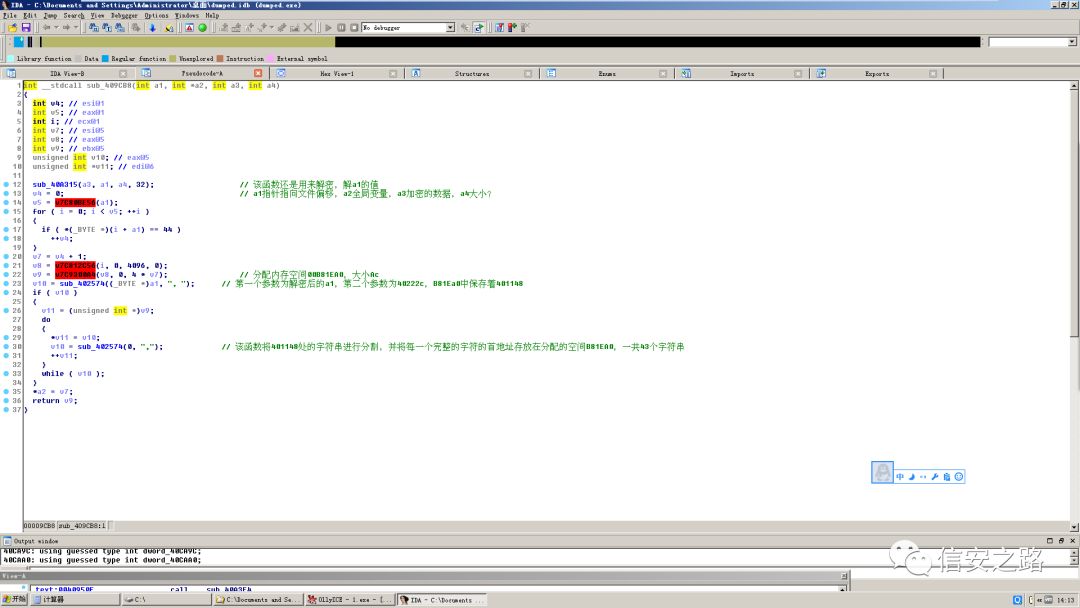 IDA - C:\Documents and Settings\Administrator\桌面\dumped.idb (dumped.exe)
File Edit Jump Search View Debugger Options Windows Help
No debugger
Library function Data Regular function Unexplored Instruction External symbol
IDA View-B Pseudocode-A Hex View-1 Structures Enums Imports Exports
1 int __stdcall sub_409CB8(int a1, int *a2, int a3, int a4)
2 {
3 int v4; // esi@1
4 int v5; // eax@1
5 int i; // ecx@1
6 int v7; // esi@5
7 int v8; // eax@5
8 int v9; // ebx@5
9 unsigned int v10; // eax@5
10 unsigned int *v11; // edi@6
11
12 sub_40A315(a3, a1, a4, 32); // 该函数还是用来解密，解a1的值
13 v4 = 0; // a1指针指向文件偏移，a2全局变量，a3加密的数据，a4大小？
14 v5 = (a1);
15 for ( i = 0; i < v5; ++i )
16 {
17 if ( *(_BYTE *)(i + a1) == 44 )
18 ++v4;
19 }
20 v7 = v4 + 1;
21 v8 = (i, 0, 4096, 0);
22 v9 = (v8, 0, 4 * v7); // 分配内存空间00B81EA0，大小Ac
23 v10 = sub_402574((_BYTE *)a1, ", "); // 第一个参数为解密后的a1，第二个参数为40222c，B81Ea0中保存着401148
24 if ( v10 )
25 {
26 v11 = (unsigned int *)v9;
27 do
28 {
29 *v11 = v10;
30 v10 = sub_402574(0, ","); // 该函数将401148处的字符串进行分割，并将每一个完整的字符的首地址存放在分配的空间B81EA0，一共43个字符串
31 ++v11;
32 }
32 while ( v10 );
34 }
35 *a2 = v7;
36 return v9;
37 }
中
00009CB8 sub_409CB8:1
Output window
40CA9C: using guessed type int dword_40CA9C;
40CAA0: using guessed type int dword_40CAA0;
信安之路
View-A
text:0040950F call sub_4093E4
开始 计算器 C:\ C:\Documents and Se... OllyICE - 1.exe - [... IDA - C:\Documents ... 14:13